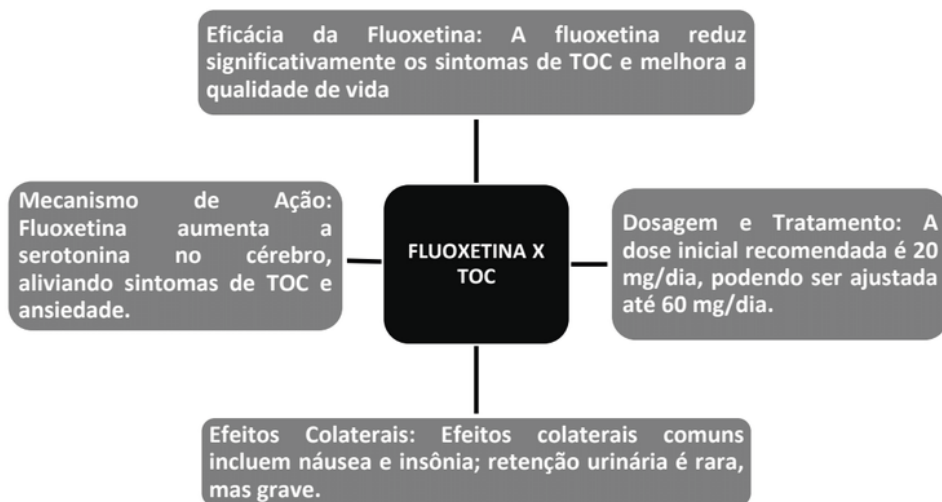 Eficácia da Fluoxetina: A fluoxetina reduz
significativamente os sintomas de TOC e melhora a
qualidade de vida
Mecanismo de Ação:
Fluoxetina aumenta a
serotonina no cérebro,
aliviando sintomas de TOC e
ansiedade.
FLUOXETINA X
TOC
Dosagem e Tratamento: A
dose inicial recomendada é 20
mg/dia, podendo ser ajustada
até 60 mg/dia.
Efeitos Colaterais: Efeitos colaterais comuns
incluem náusea e insônia; retenção urinária é rara,
mas grave.